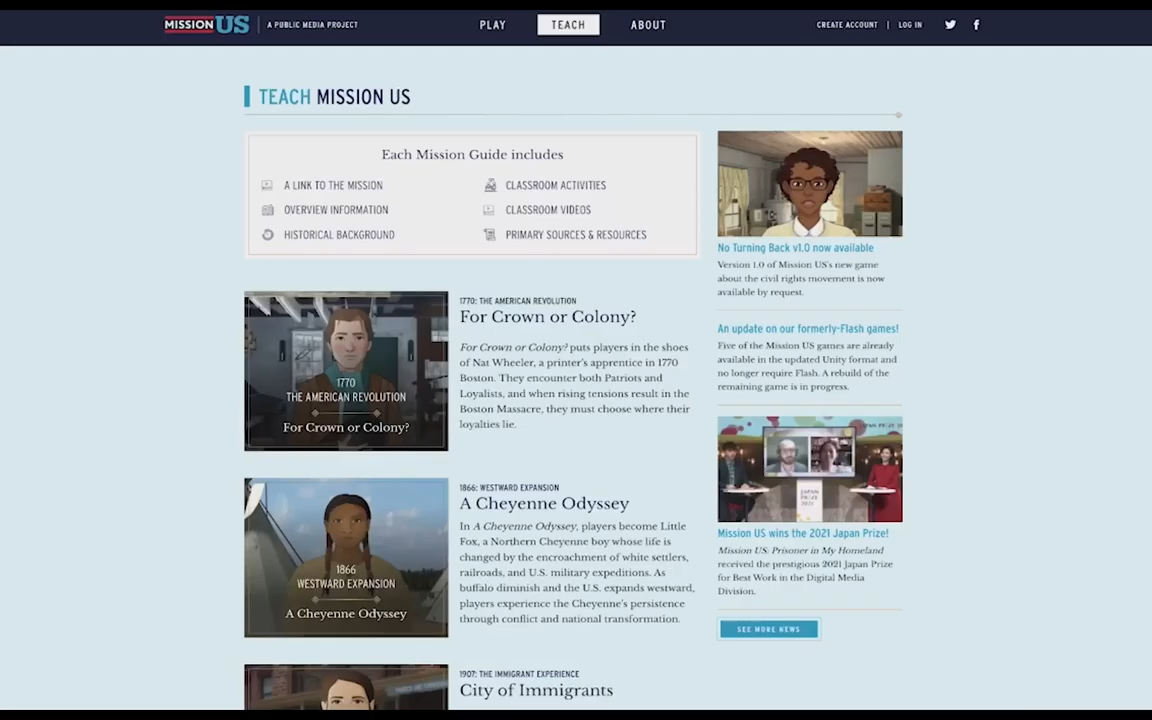 MISSION US
A PUBLIC MEDIA PROJECT
PLAY
TEACH
ABOUT
CREATE ACCOUNT | LOG IN
TEACH MISSION US
Each Mission Guide includes
A LINK TO THE MISSION
OVERVIEW INFORMATION
HISTORICAL BACKGROUND
CLASSROOM ACTIVITIES
CLASSROOM VIDEOS
PRIMARY SOURCES & RESOURCES
1770
THE AMERICAN REVOLUTION
For Crown or Colony?
1770: THE AMERICAN REVOLUTION
For Crown or Colony?
For Crown or Colony? puts players in the shoes
of Nat Wheeler, a printer's apprentice in 1770
Boston. They encounter both Patriots and
Loyalists, and when rising tensions result in the
Boston Massacre, they must choose where their
loyalties lie.
1866
WESTWARD EXPANSION
A Cheyenne Odyssey
1866: WESTWARD EXPANSION
A Cheyenne Odyssey
In A Cheyenne Odyssey, players become Little
Fox, a Northern Cheyenne boy whose life is
changed by the encroachment of white settlers,
railroads, and U.S. military expeditions. As
buffalo diminish and the U.S. expands westward,
players experience the Cheyenne's persistence
through conflict and national transformation.
1907: THE IMMIGRANT EXPERIENCE
City of Immigrants
No Turning Back v1.0 now available
Version 1.0 of Mission US's new game
about the civil rights movement is now
available by request.
An update on our formerly-Flash games!
Five of the Mission US games are already
available in the updated Unity format and
no longer require Flash. A rebuild of the
remaining game is in progress.
JAPAN PRIZE 2021
JAPAN
PRIZE
2021
Mission US wins the 2021 Japan Prize!
Mission US: Prisoner in My Homeland
received the prestigious 2021 Japan Prize
for Best Work in the Digital Media
Division.
SEE MORE NEWS